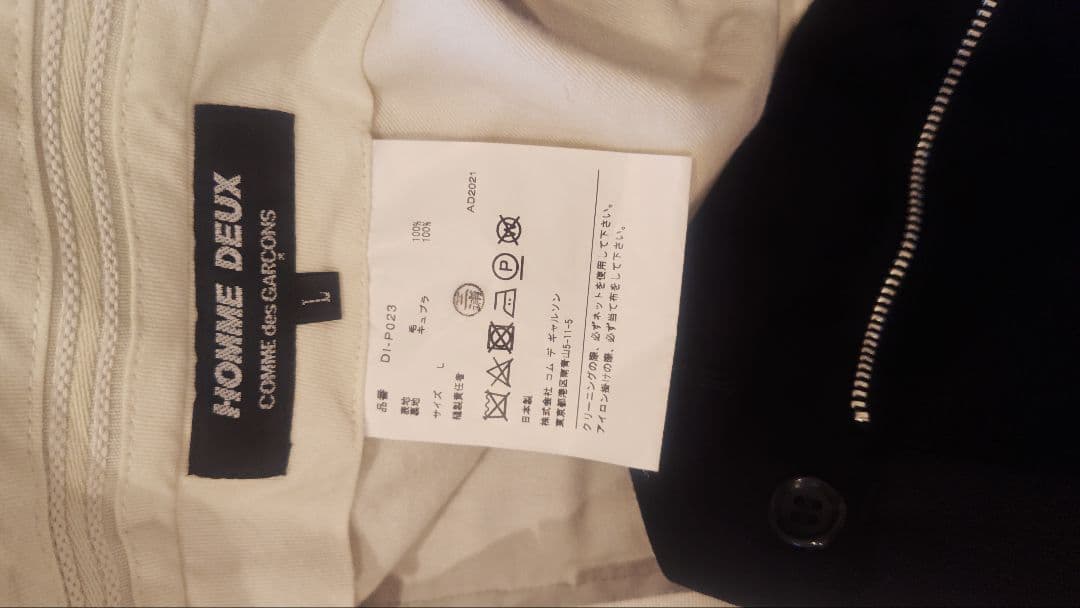 HOMME DEUX
COMME des GARCONS
L
品番 DI-P023
表地 毛 100%
裏地 キュプラ 100%
サイズ L
縫製責任者
AD2021
P
W
日本製
株式会社 コム デ ギャルソン
東京都港区南青山5-11-5
クリーニングの際、必ずネットを使用して下さい。
アイロン掛けの際、必ず当て布をして下さい。